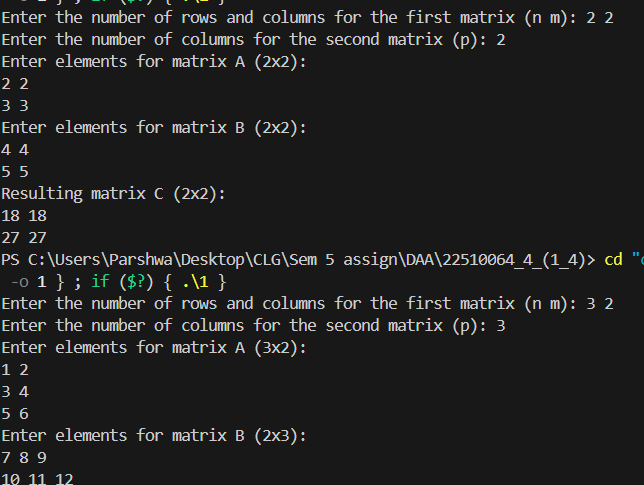 Enter the number of rows and columns for the first matrix (n m): 2 2
Enter the number of columns for the second matrix (p): 2
Enter elements for matrix A (2x2):
2 2
3 3
Enter elements for matrix B (2x2):
4 4
5 5
Resulting matrix C (2x2):
18 18
27 27
PS C:\Users\Parshwa\Desktop\CLG\Sem 5 assign\DAA\22510064_4_(1_4)> cd "
-o 1 } ; if ($?) { .\1 }
Enter the number of rows and columns for the first matrix (n m): 3 2
Enter the number of columns for the second matrix (p): 3
Enter elements for matrix A (3x2):
1 2
3 4
5 6
Enter elements for matrix B (2x3):
7 8 9
10 11 12